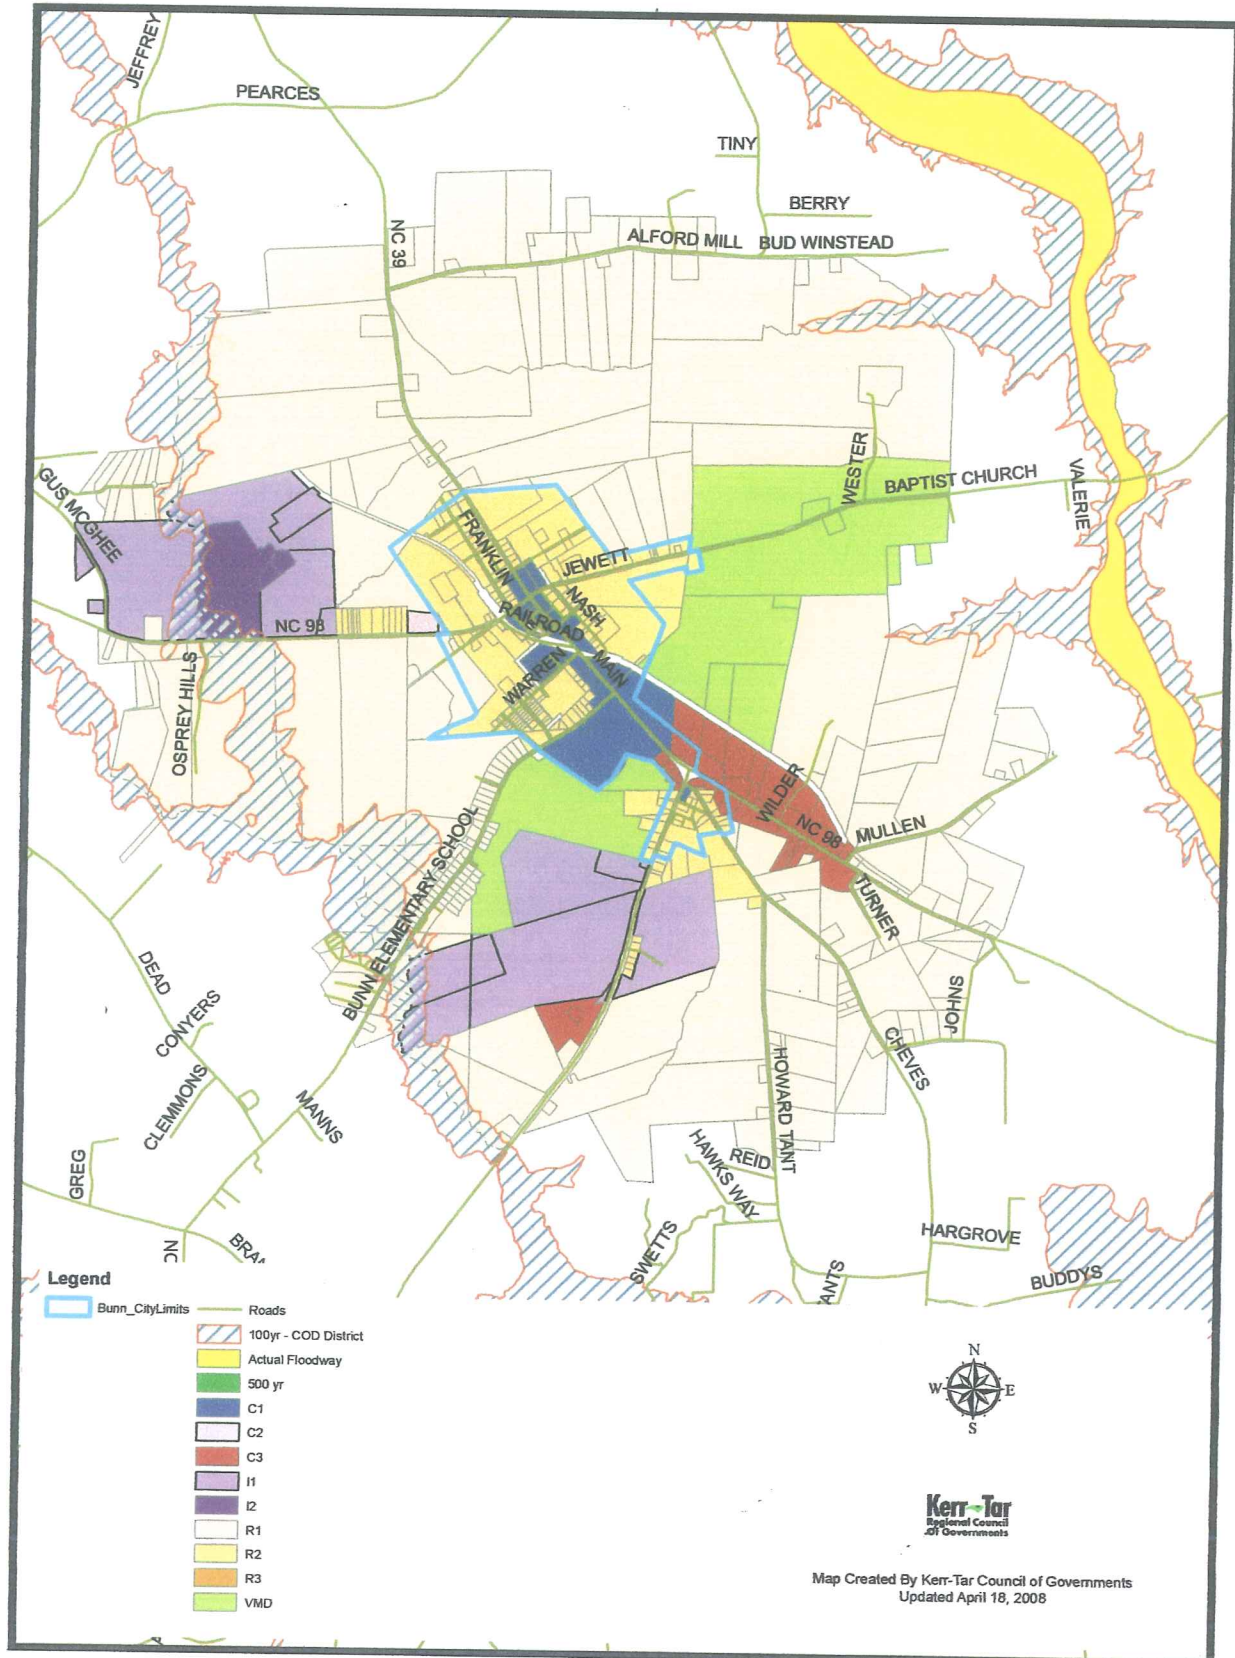 JEFFREY
PEARCES
TINY
BERRY
NC 39
ALFORD MILL
BUD WINSTEAD
WESTER
BAPTIST CHURCH
VALERIE
GUS MCGHEE
FRANKLIN
JEWETT
NASH
RAILROAD
NC 98
MAIN
WARREN
OSPREY HILLS
WILDER
NC 98
MULLEN
TURNER
BUNN ELEMENTARY SCHOOL
DEAD
CONYERS
JOHNS
CHEVES
CLEMMONS
MANNS
HOWARD TANT
GREG
REID
HAWKS WAY
SWETTS
HARGROVE
NC
BRA
ANTS
BUDDYS
Legend
Bunn_CityLimits
Roads
100yr - COD District
Actual Floodway
500 yr
C1
C2
C3
I1
I2
R1
R2
R3
VMD
N
W E
S
Kerr-Tar
Regional Council
of Governments
Map Created By Kerr-Tar Council of Governments
Updated April 18, 2008